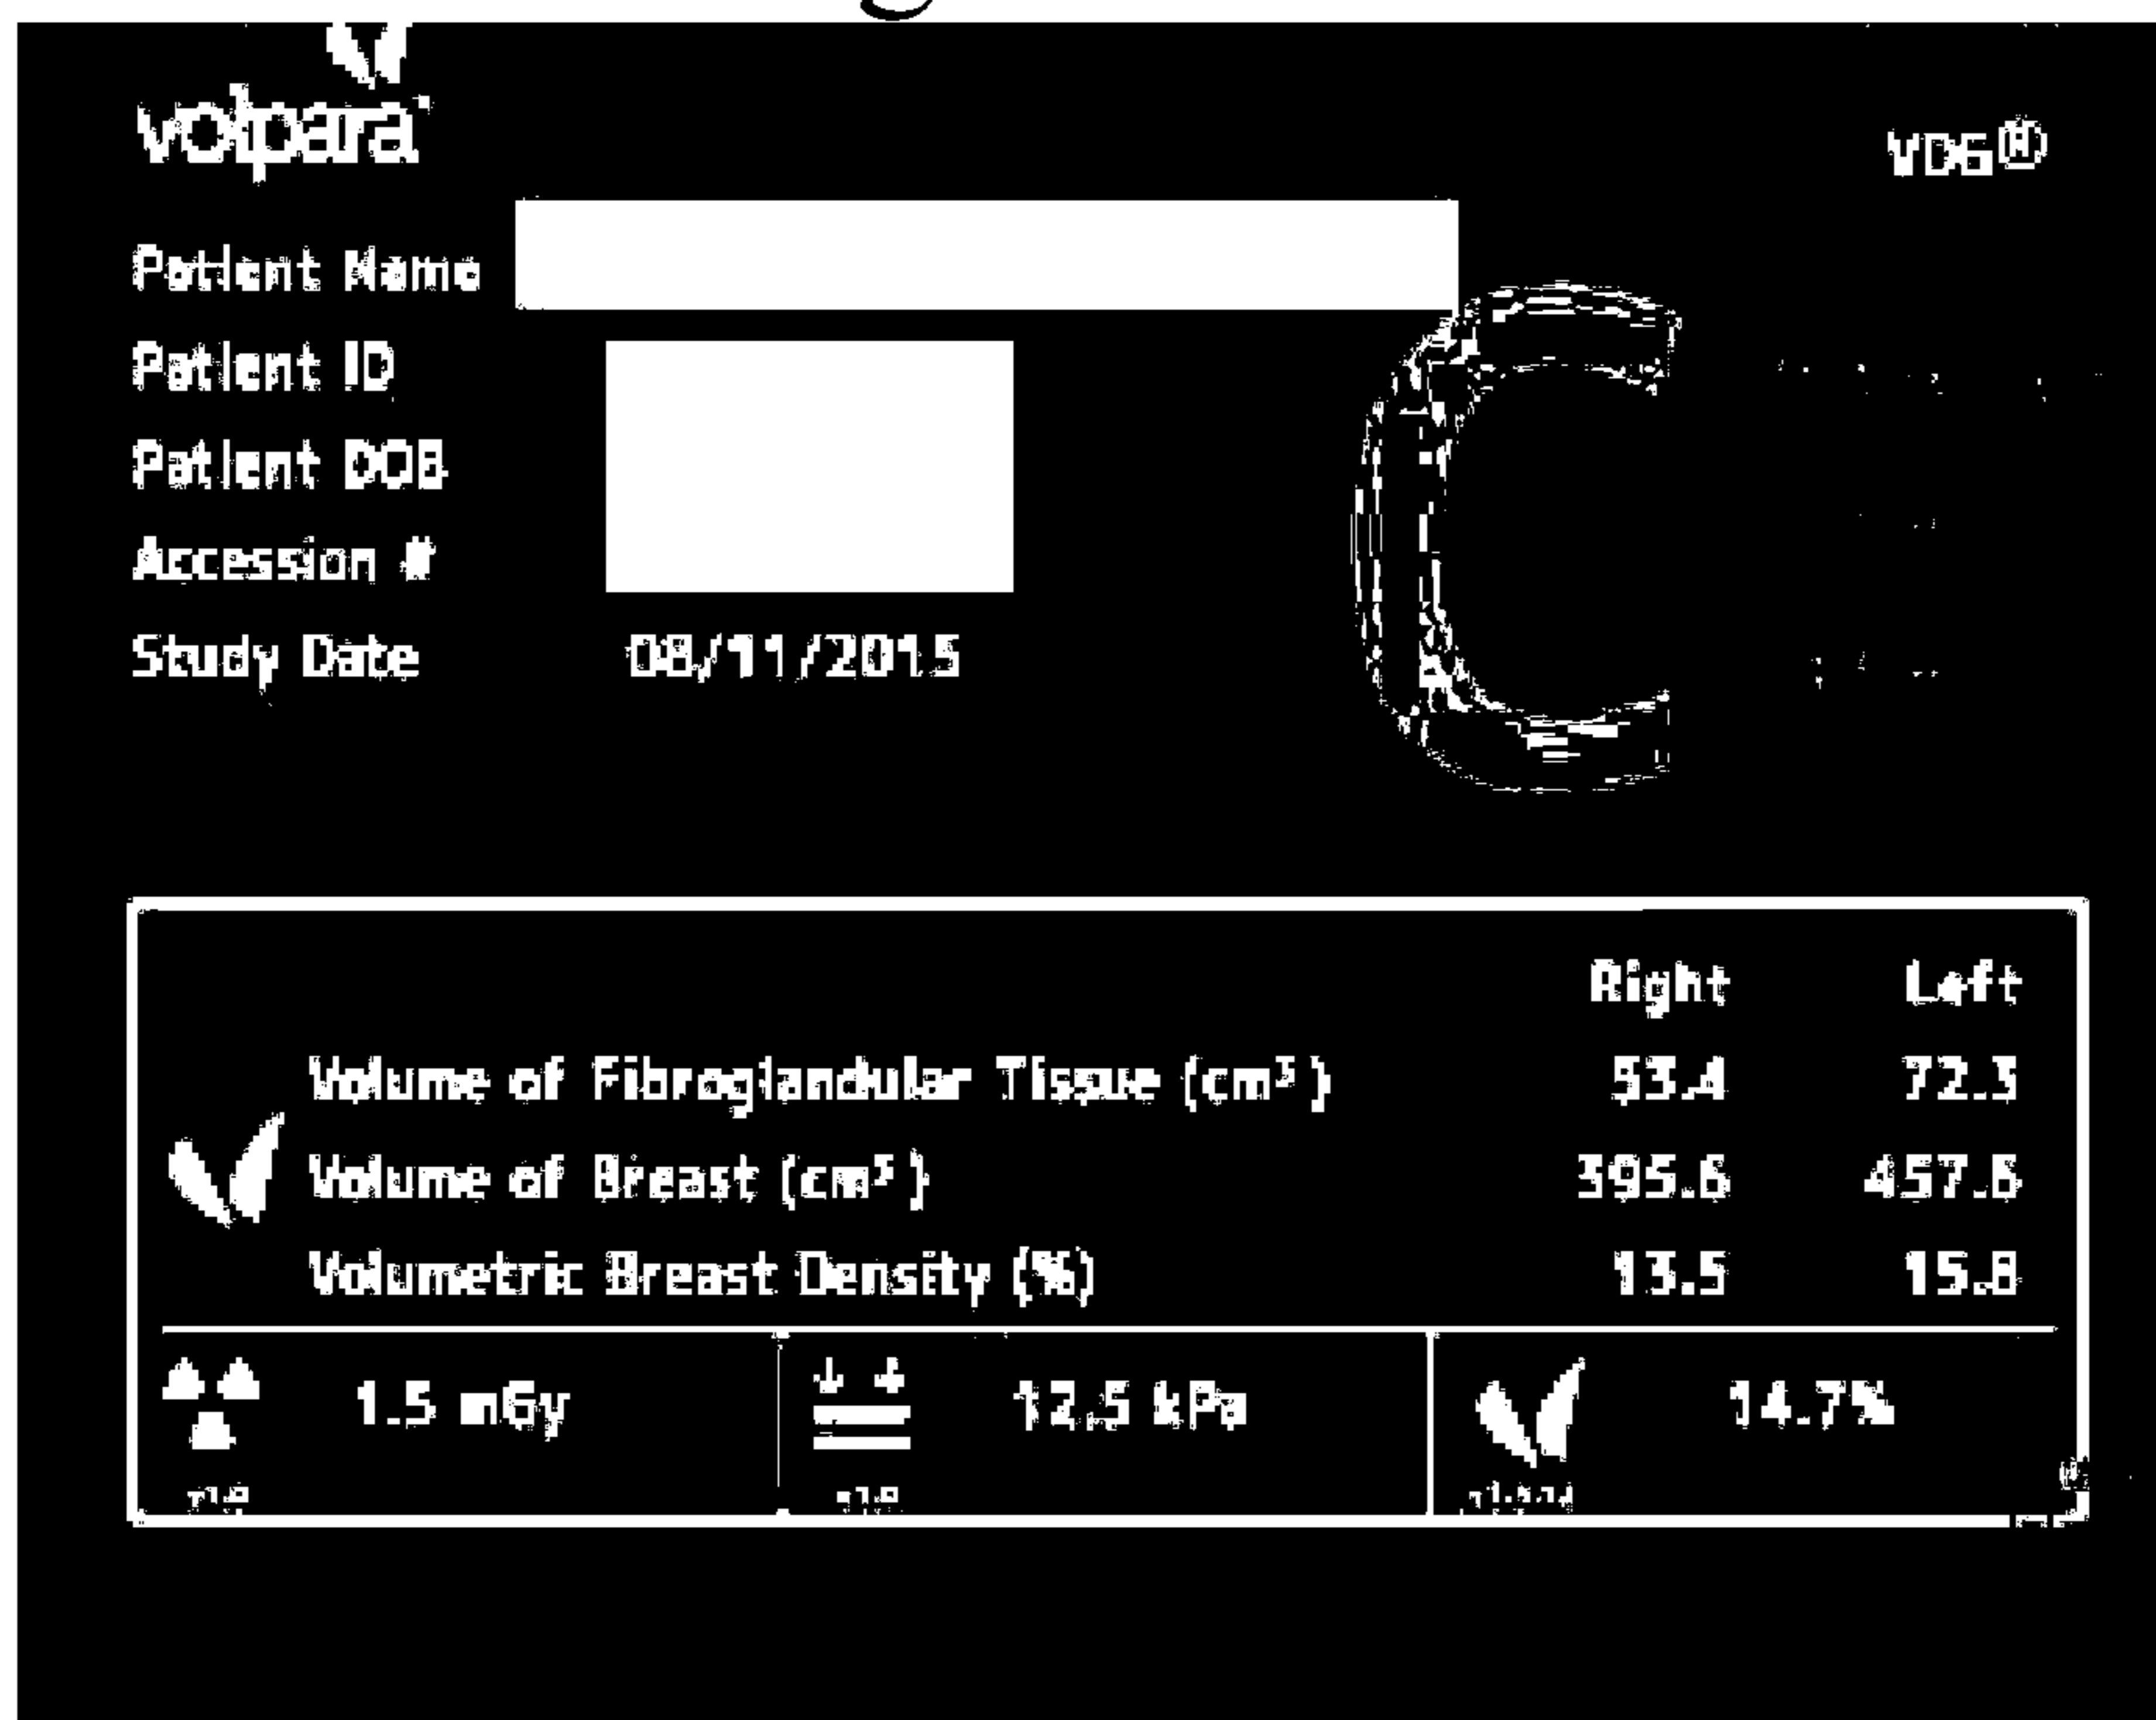 volpara
VDG®
Patient Name
Patient ID
Patient DOB
Accession #
Study Date 08/11/2015
C
Right Left
Volume of Fibroglandular Tissue (cm³) 53.4 72.3
Volume of Breast (cm³) 395.6 457.6
Volumetric Breast Density (%) 13.5 15.8
1.5 mGy 12.5 kPa 14.7%